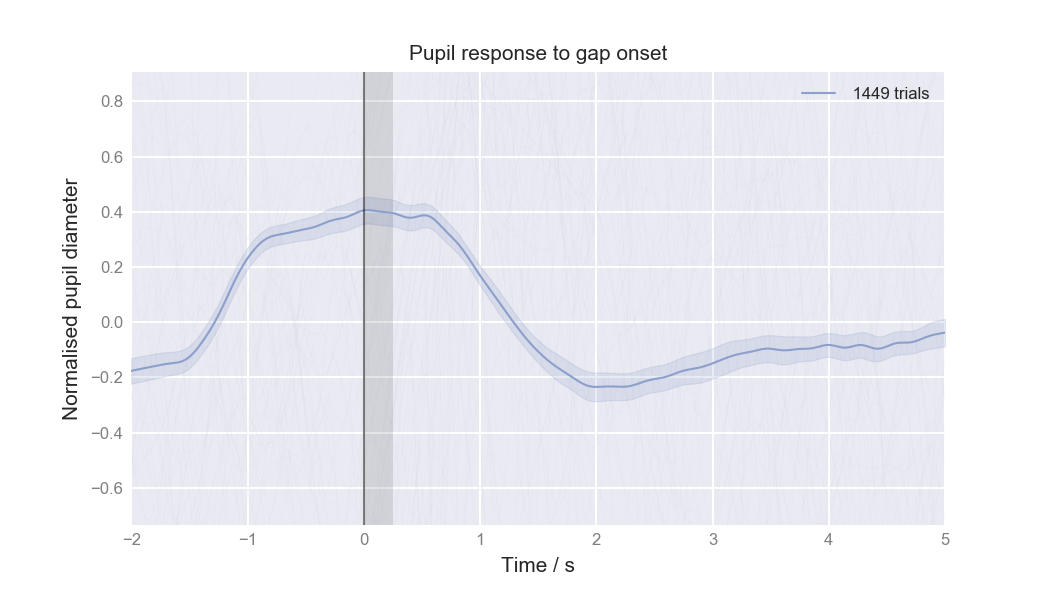 Pupil response to gap onset
1449 trials
Normalised pupil diameter
0.8
0.6
0.4
0.2
0.0
−0.2
−0.4
−0.6
−2 −1 0 1 2 3 4 5
Time / s